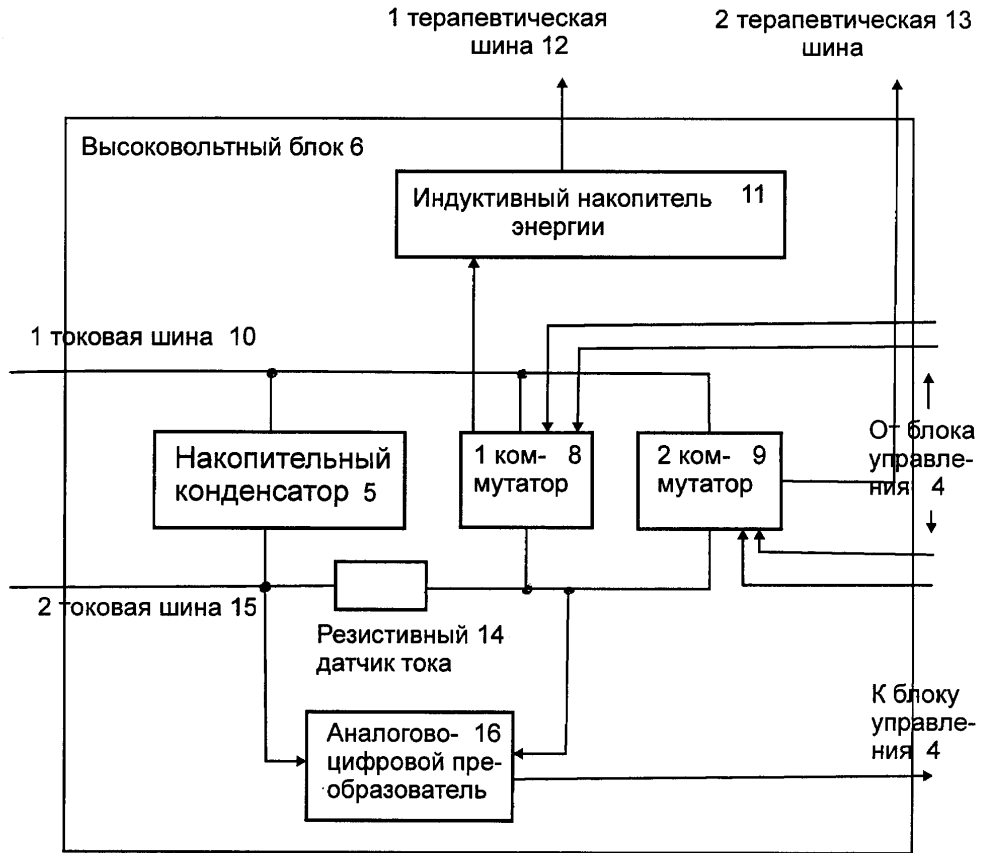 1 терапевтическая
шина 12
2 терапевтическая 13
шина
Высоковольтный блок 6
Индуктивный накопитель 11
энергии
1 токовая шина 10
Накопительный
конденсатор 5
1 ком- 8
мутатор
2 ком- 9
мутатор
От блока
управле-
ния 4
2 токовая шина 15
Резистивный 14
датчик тока
Аналогово- 16
цифровой пре-
образователь
К блоку
управле-
ния 4